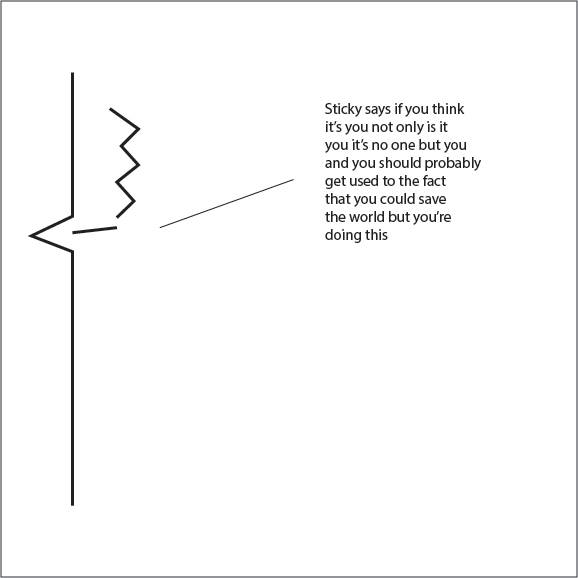 Sticky says if you think
it’s you not only is it
you it’s no one but you
and you should probably
get used to the fact
that you could save
the world but you’re
doing this